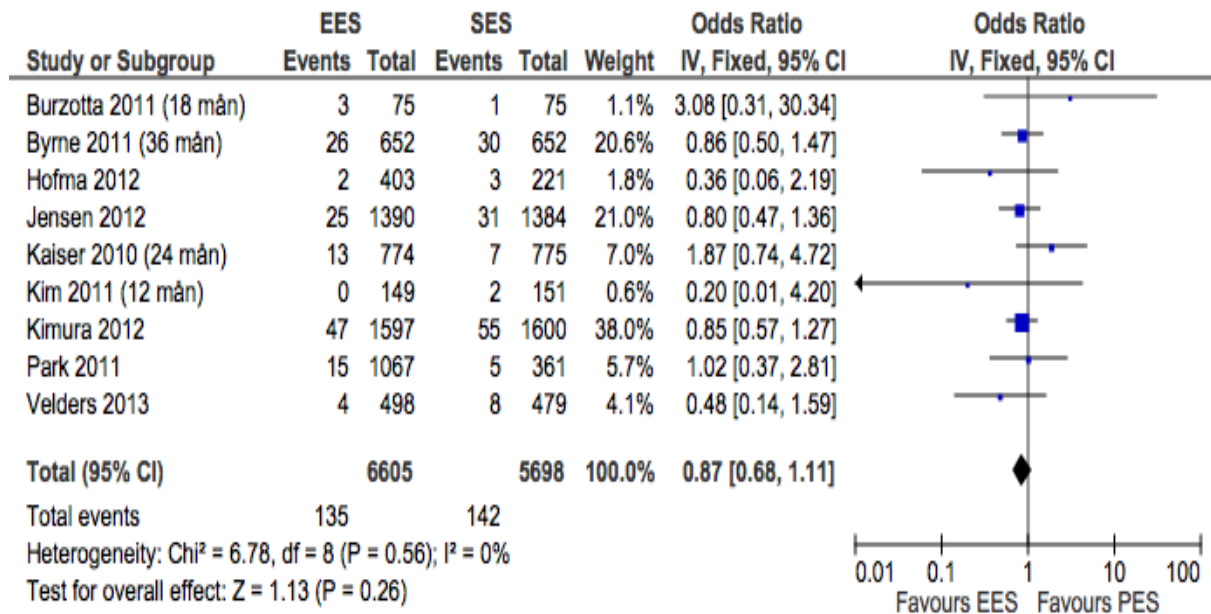 EES SES Odds Ratio Odds Ratio
Study or Subgroup Events Total Events Total Weight IV, Fixed, 95% CI IV, Fixed, 95% CI
Burzotta 2011 (18 mån) 3 75 1 75 1.1% 3.08 [0.31, 30.34]
Byrne 2011 (36 mån) 26 652 30 652 20.6% 0.86 [0.50, 1.47]
Hofma 2012 2 403 3 221 1.8% 0.36 [0.06, 2.19]
Jensen 2012 25 1390 31 1384 21.0% 0.80 [0.47, 1.36]
Kaiser 2010 (24 mån) 13 774 7 775 7.0% 1.87 [0.74, 4.72]
Kim 2011 (12 mån) 0 149 2 151 0.6% 0.20 [0.01, 4.20]
Kimura 2012 47 1597 55 1600 38.0% 0.85 [0.57, 1.27]
Park 2011 15 1067 5 361 5.7% 1.02 [0.37, 2.81]
Velders 2013 4 498 8 479 4.1% 0.48 [0.14, 1.59]
Total (95% CI) 6605 5698 100.0% 0.87 [0.68, 1.11]
Total events 135 142
Heterogeneity: Chi² = 6.78, df = 8 (P = 0.56); I² = 0%
Test for overall effect: Z = 1.13 (P = 0.26)
0.01 0.1 1 10 100
Favours EES Favours PES